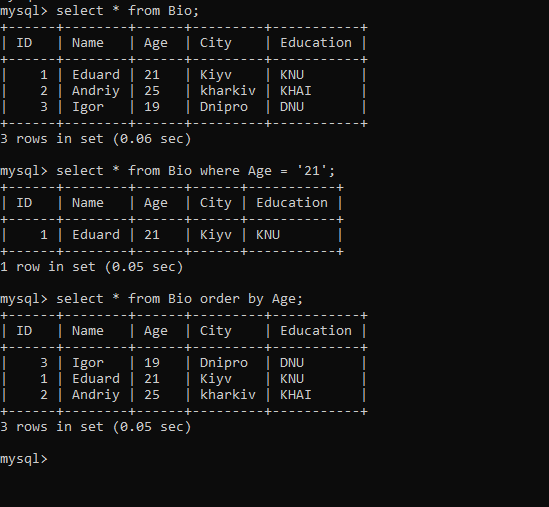 mysql> select * from Bio;
+------+--------+------+---------+-----------+
| ID   | Name   | Age  | City    | Education |
+------+--------+------+---------+-----------+
|    1 | Eduard | 21   | Kiyv    | KNU       |
|    2 | Andriy | 25   | kharkiv | KHAI      |
|    3 | Igor   | 19   | Dnipro  | DNU       |
+------+--------+------+---------+-----------+
3 rows in set (0.06 sec)
mysql> select * from Bio where Age = '21';
+------+--------+------+------+-----------+
| ID   | Name   | Age  | City | Education |
+------+--------+------+------+-----------+
|    1 | Eduard | 21   | Kiyv | KNU       |
+------+--------+------+------+-----------+
1 row in set (0.05 sec)
mysql> select * from Bio order by Age;
+------+--------+------+---------+-----------+
| ID   | Name   | Age  | City    | Education |
+------+--------+------+---------+-----------+
|    3 | Igor   | 19   | Dnipro  | DNU       |
|    1 | Eduard | 21   | Kiyv    | KNU       |
|    2 | Andriy | 25   | kharkiv | KHAI      |
+------+--------+------+---------+-----------+
3 rows in set (0.05 sec)
mysql>